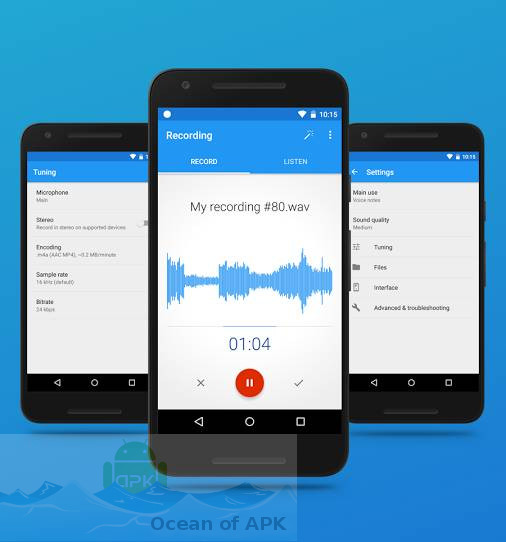 10:15
Recording
RECORD
LISTEN
My recording #80.wav
01:04
Tuning
Microphone
Main
Stereo
Record in stereo on supported devices
Encoding
.m4a (AAC MP4), ~0.2 MB/minute
Sample rate
16 kHz (default)
Bitrate
24 kbps
10:15
Settings
Main use
Voice notes
Sound quality
Medium
Tuning
Files
Interface
Advanced & troubleshooting
APK
Ocean of APK